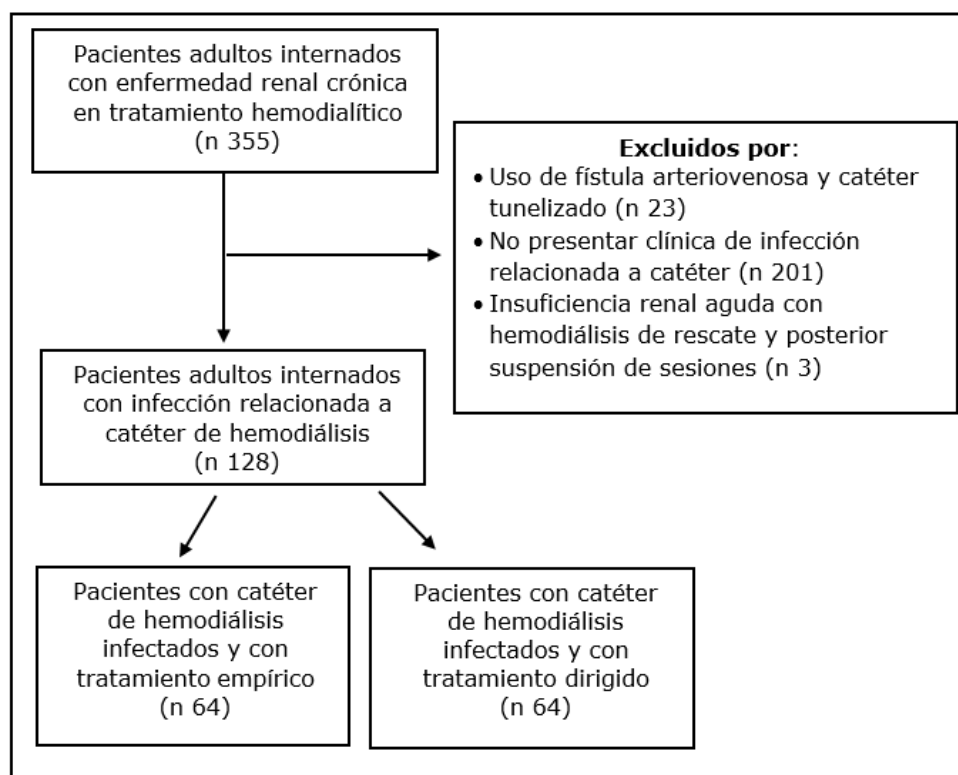 Pacientes adultos internados
con enfermedad renal crónica
en tratamiento hemodialítico
(n 355)
Excluidos por:
• Uso de fístula arteriovenosa y catéter
tunelizado (n 23)
• No presentar clínica de infección
relacionada a catéter (n 201)
• Insuficiencia renal aguda con
hemodiálisis de rescate y posterior
suspensión de sesiones (n 3)
Pacientes adultos internados
con infección relacionada a
catéter de hemodiálisis
(n 128)
Pacientes con catéter
de hemodiálisis
infectados y con
tratamiento empírico
(n 64)
Pacientes con catéter
de hemodiálisis
infectados y con
tratamiento dirigido
(n 64)